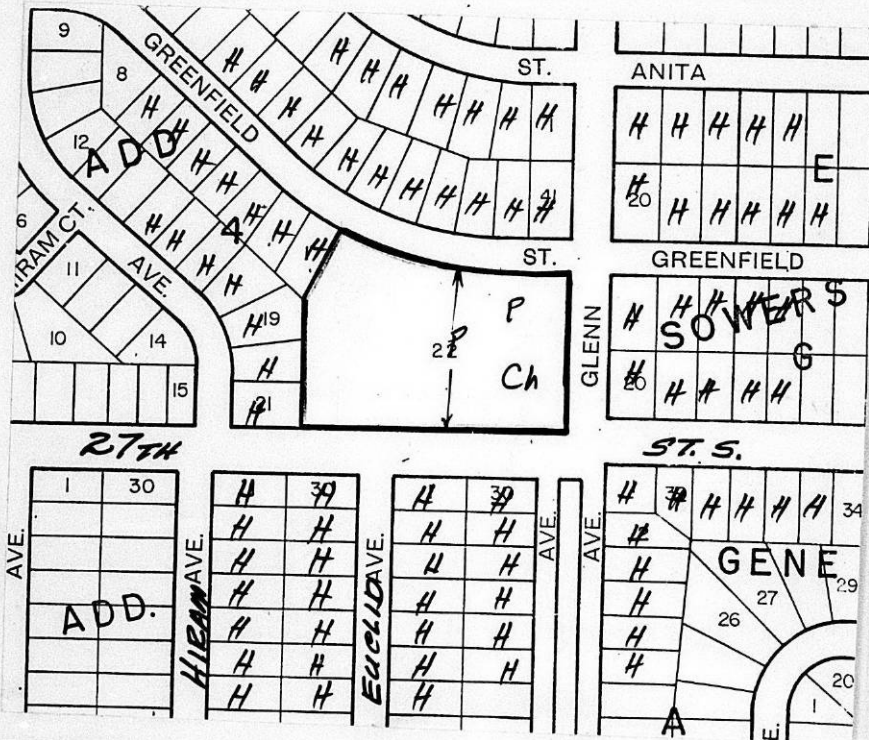 9
8
12
ADD
GREENFIELD
ST.
ANITA
H H H H H H H
H H H H H H H
H H H H H
E
20
H H H H H H
41
6
HIRAM CT.
11
AVE.
10
14
15
4
19
21
ST.
GREENFIELD
GLENN
P
22
Ch
SOWERS
G
20
27TH
ST. S.
1 30
AVE.
ADD.
HIRAM AVE.
H 30
H H
H H
H H
H H
H H
H H
EUCLID AVE.
H 30
H H
H H
H H
H H
H H
H
AVE.
AVE.
H H H H H H
34
H
H
H
H
H
GENE
29
27
26
20
1
A
E.